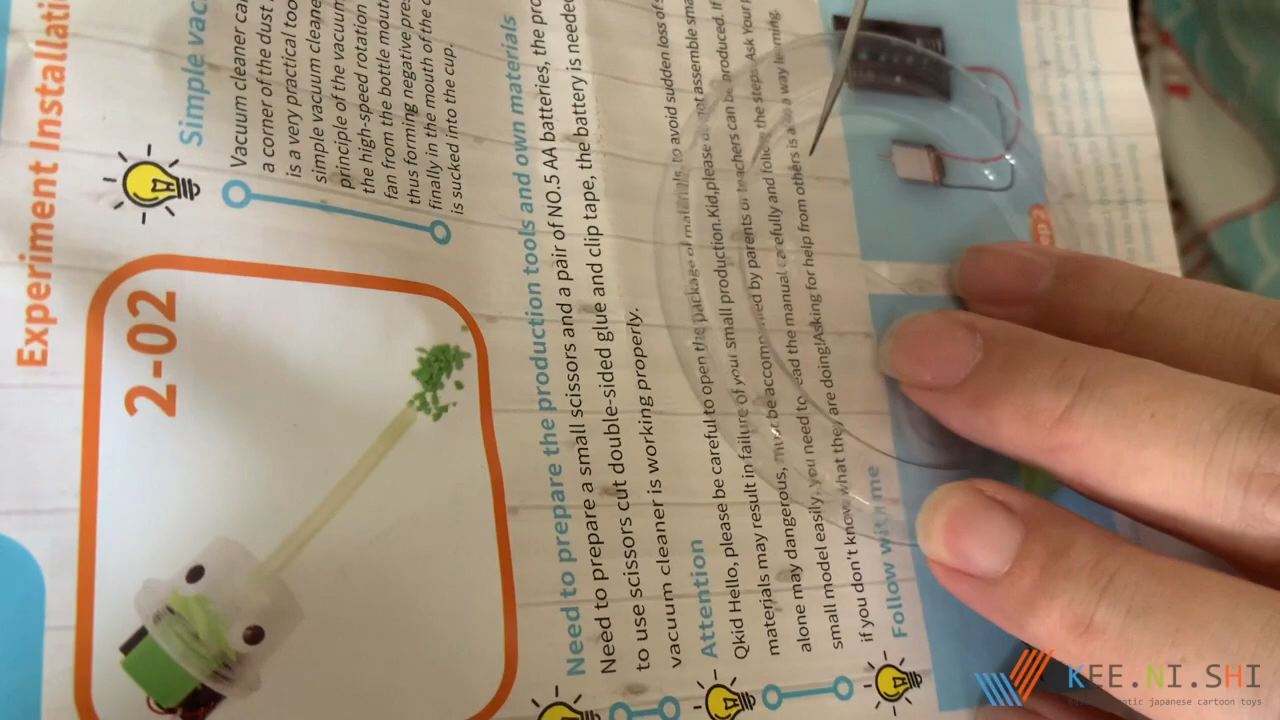 Experiment Installati
2-02
Simple vac
Vacuum cleaner ca
a corner of the dust
is a very practical too
simple vacuum cleane
principle of the vacuum
the high-speed rotation
fan from the bottle mout
thus forming negative pres
finally in the mouth of the c
is sucked into the cup.
Need to prepare the production tools and own materials
Need to prepare a small scissors and a pair of NO.5 AA batteries, the pro
to use scissors cut double-sided glue and clip tape, the battery is needed
vacuum cleaner is working properly.
Attention
Qkid Hello, please be careful to open the package of materials, to avoid sudden loss of s
materials may result in failure of your small production.Kid,please do not assemble sma
alone may dangerous, must be accompanied by parents or teachers can be produced. If
small model easily, you need to read the manual carefully and follow the steps. Ask Your p
if you don't know what they are doing!Asking for help from others is a way learning.
Follow with me
ep2
KEE.NI.SHI
cartoon toys